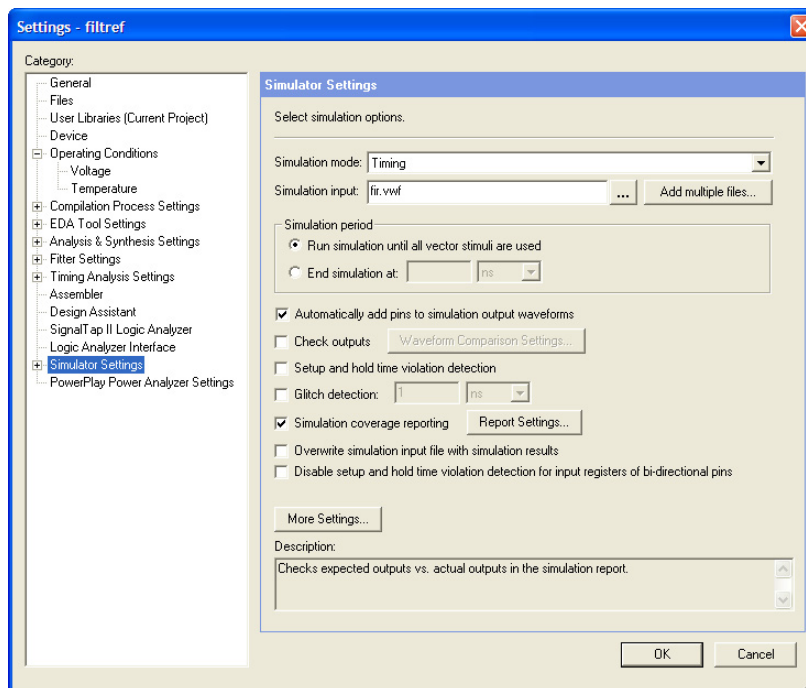 Settings - filtref
Category:
General
Files
User Libraries (Current Project)
Device
Operating Conditions
Voltage
Temperature
Compilation Process Settings
EDA Tool Settings
Analysis & Synthesis Settings
Fitter Settings
Timing Analysis Settings
Assembler
Design Assistant
SignalTap II Logic Analyzer
Logic Analyzer Interface
Simulator Settings
PowerPlay Power Analyzer Settings
Simulator Settings
Select simulation options.
Simulation mode: Timing
Simulation input: fir.vwf ... Add multiple files...
Simulation period
Run simulation until all vector stimuli are used
End simulation at: ns
Automatically add pins to simulation output waveforms
Check outputs Waveform Comparison Settings...
Setup and hold time violation detection
Glitch detection: 1 ns
Simulation coverage reporting Report Settings...
Overwrite simulation input file with simulation results
Disable setup and hold time violation detection for input registers of bi-directional pins
More Settings...
Description:
Checks expected outputs vs. actual outputs in the simulation report.
OK Cancel